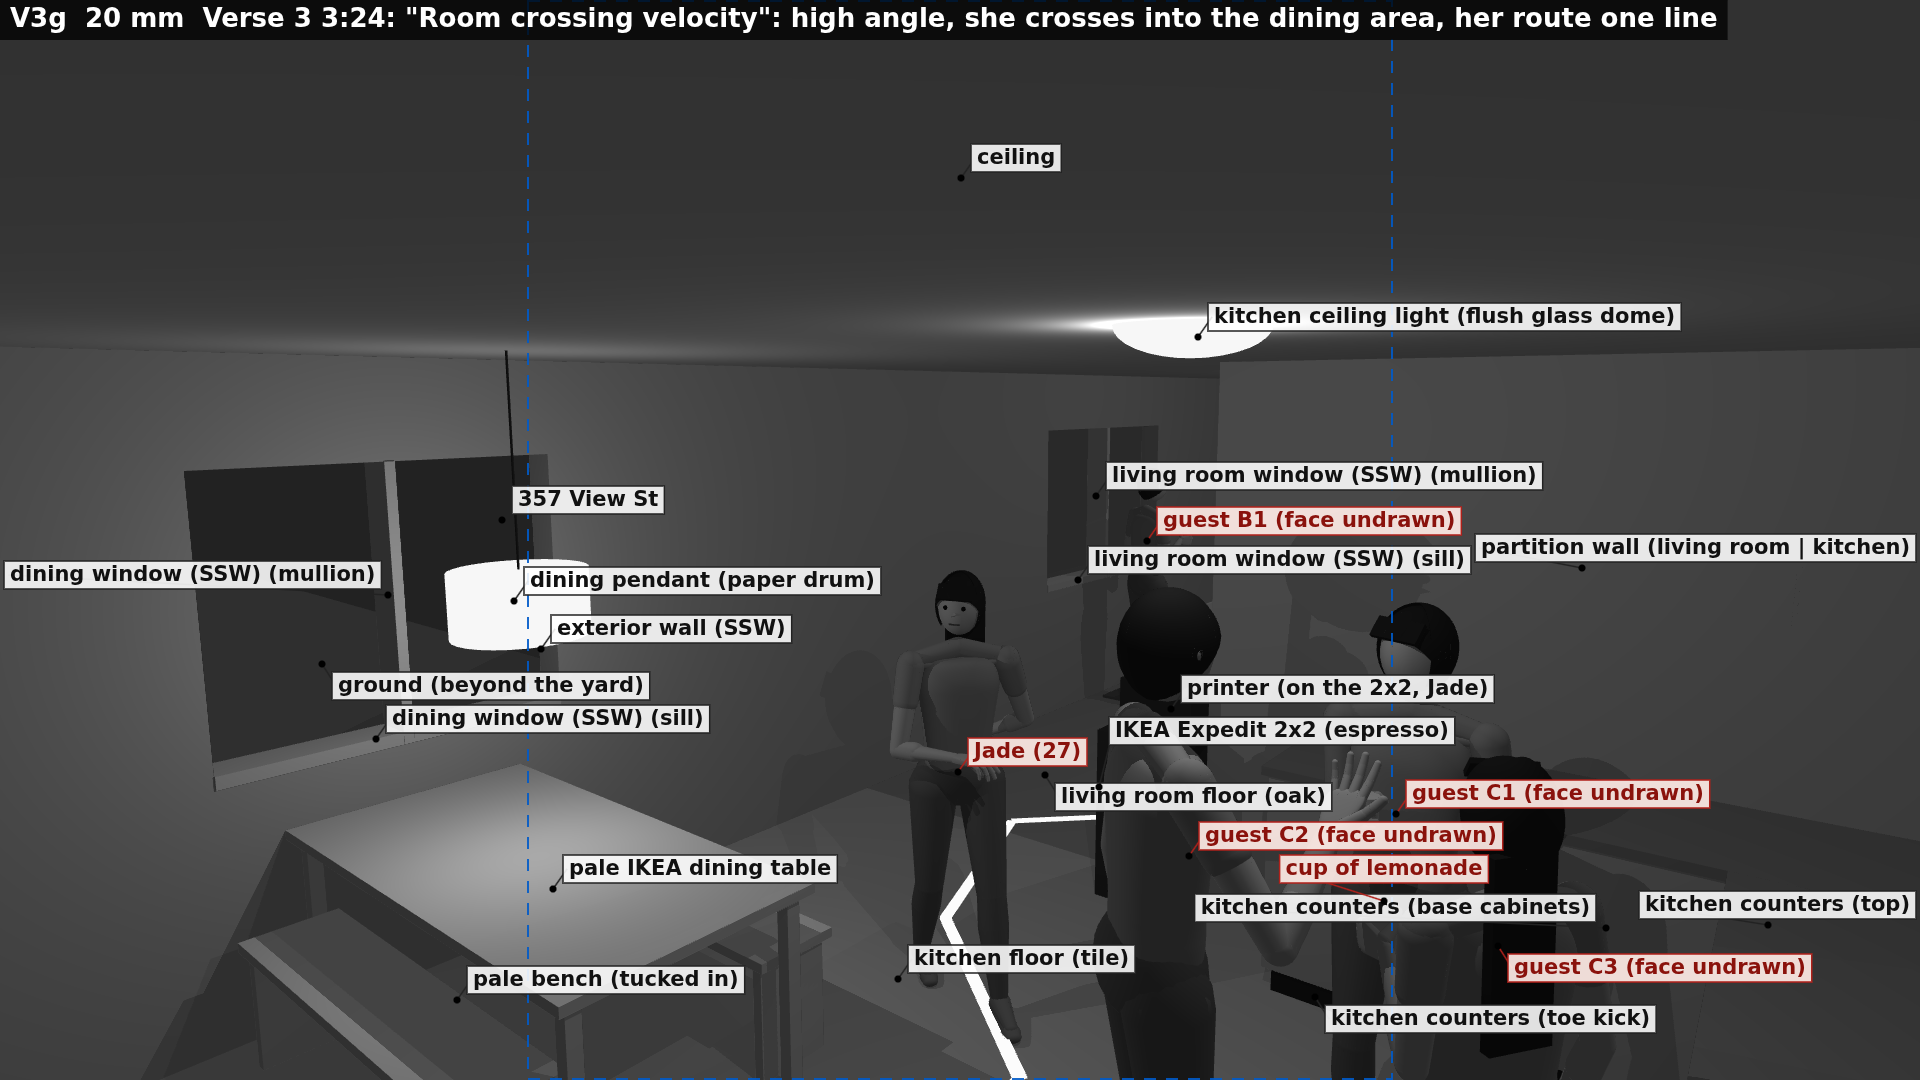 V3g 20 mm Verse 3 3:24: "Room crossing velocity": high angle, she crosses into the dining area, her route one line
ceiling
kitchen ceiling light (flush glass dome)
living room window (SSW) (mullion)
357 View St
guest B1 (face undrawn)
partition wall (living room | kitchen)
living room window (SSW) (sill)
dining window (SSW) (mullion)
dining pendant (paper drum)
exterior wall (SSW)
ground (beyond the yard)
printer (on the 2x2, Jade)
dining window (SSW) (sill)
IKEA Expedit 2x2 (espresso)
Jade (27)
living room floor (oak)
guest C1 (face undrawn)
guest C2 (face undrawn)
pale IKEA dining table
cup of lemonade
kitchen counters (base cabinets)
kitchen counters (top)
kitchen floor (tile)
guest C3 (face undrawn)
pale bench (tucked in)
kitchen counters (toe kick)